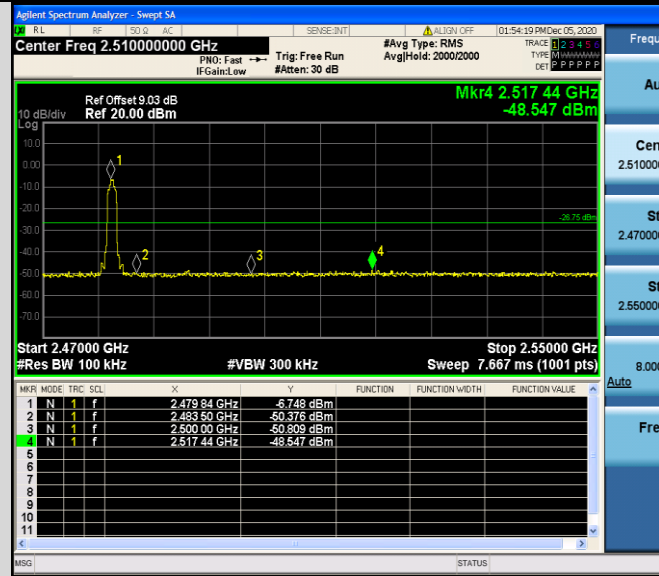 Agilent Spectrum Analyzer - Swept SA
RL RF 50 Ω AC SENSE:INT ALIGN OFF 01:54:19 PM Dec 05, 2020
Center Freq 2.510000000 GHz #Avg Type: RMS TRACE 1 2 3 4 5 6
PNO: Fast Trig: Free Run Avg|Hold: 2000/2000 TYPE M
IFGain:Low #Atten: 30 dB DET P P P P P P
Ref Offset 9.03 dB Mkr4 2.517 44 GHz
10 dB/div Ref 20.00 dBm -48.547 dBm
Log
10.0
0.00
-10.0
-20.0
-26.75 dBm
-30.0
-40.0
-50.0
-60.0
-70.0
1
2
3
4
Start 2.47000 GHz Stop 2.55000 GHz
#Res BW 100 kHz #VBW 300 kHz Sweep 7.667 ms (1001 pts)
MKR MODE TRC SCL X Y FUNCTION FUNCTION WIDTH FUNCTION VALUE
1 N 1 f 2.479 84 GHz -6.748 dBm
2 N 1 f 2.483 50 GHz -50.376 dBm
3 N 1 f 2.500 00 GHz -50.809 dBm
4 N 1 f 2.517 44 GHz -48.547 dBm
5
6
7
8
9
10
11
MSG STATUS
Frequ
Au
Cen
2.51000
St
2.47000
St
2.55000
8.000
Auto
Fre